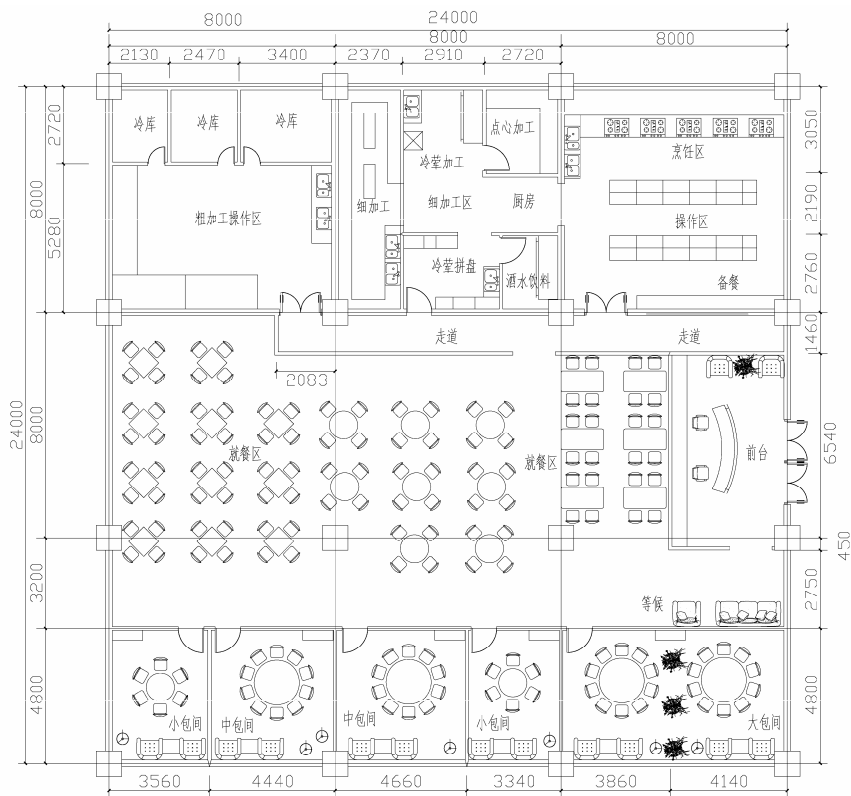 24000
8000
8000
8000
2130
2470
3400
2370
2910
2720
冷库
冷库
冷库
点心加工
烹饪区
冷荤加工
细加工
细加工区
厨房
粗加工操作区
操作区
冷荤拼盘
酒水饮料
备餐
走道
走道
2083
就餐区
就餐区
前台
等候
小包间
中包间
中包间
小包间
大包间
24000
8000
8000
3200
4800
2720
5280
3050
2190
2760
1460
6540
450
2750
4800
3560
4440
4660
3340
3860
4140